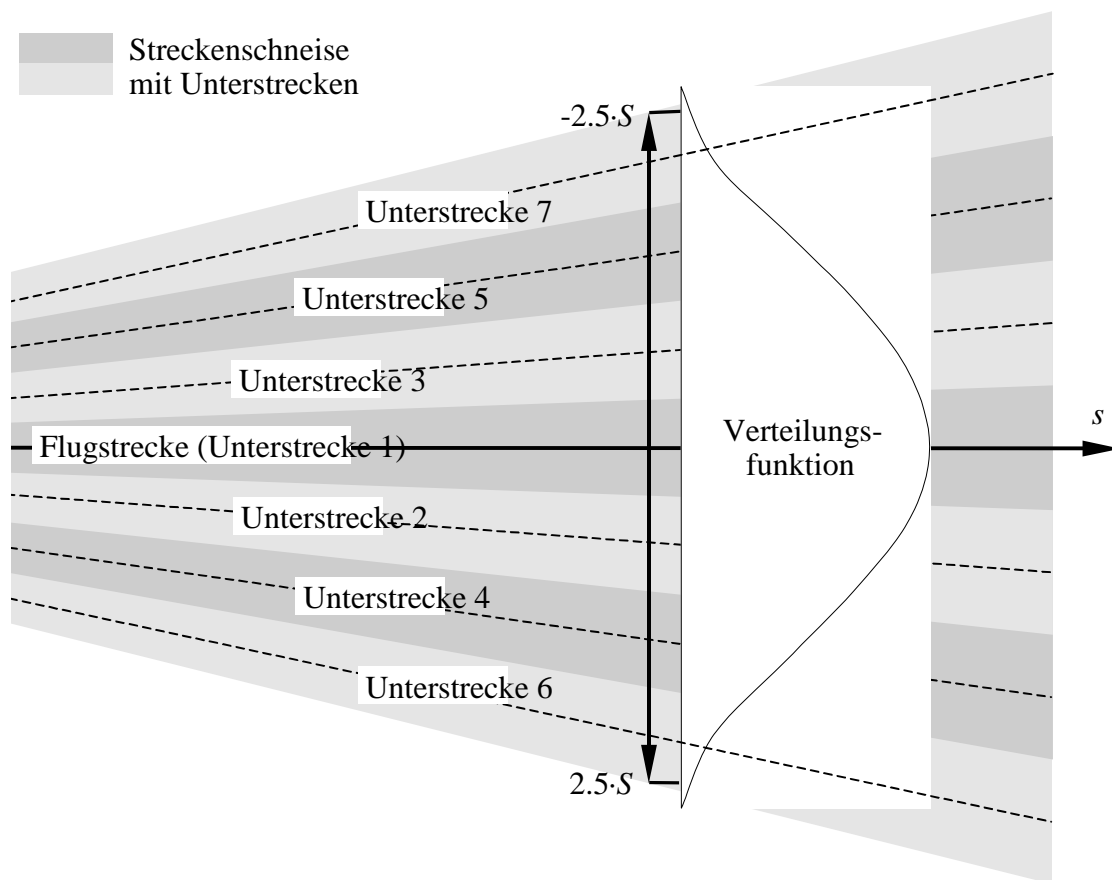 Streckenschneise
mit Unterstrecken
-2.5·S
Unterstrecke 7
Unterstrecke 5
Unterstrecke 3
Flugstrecke (Unterstrecke 1)
Verteilungs-
funktion
s
Unterstrecke 2
Unterstrecke 4
Unterstrecke 6
2.5·S